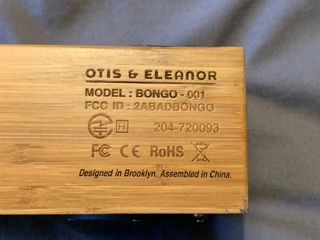 OTIS & ELEANOR
MODEL : BONGO - 001
FCC ID : 2ABADBONGO
R 204-720093
FC CE RoHS
Designed in Brooklyn. Assembled in China.